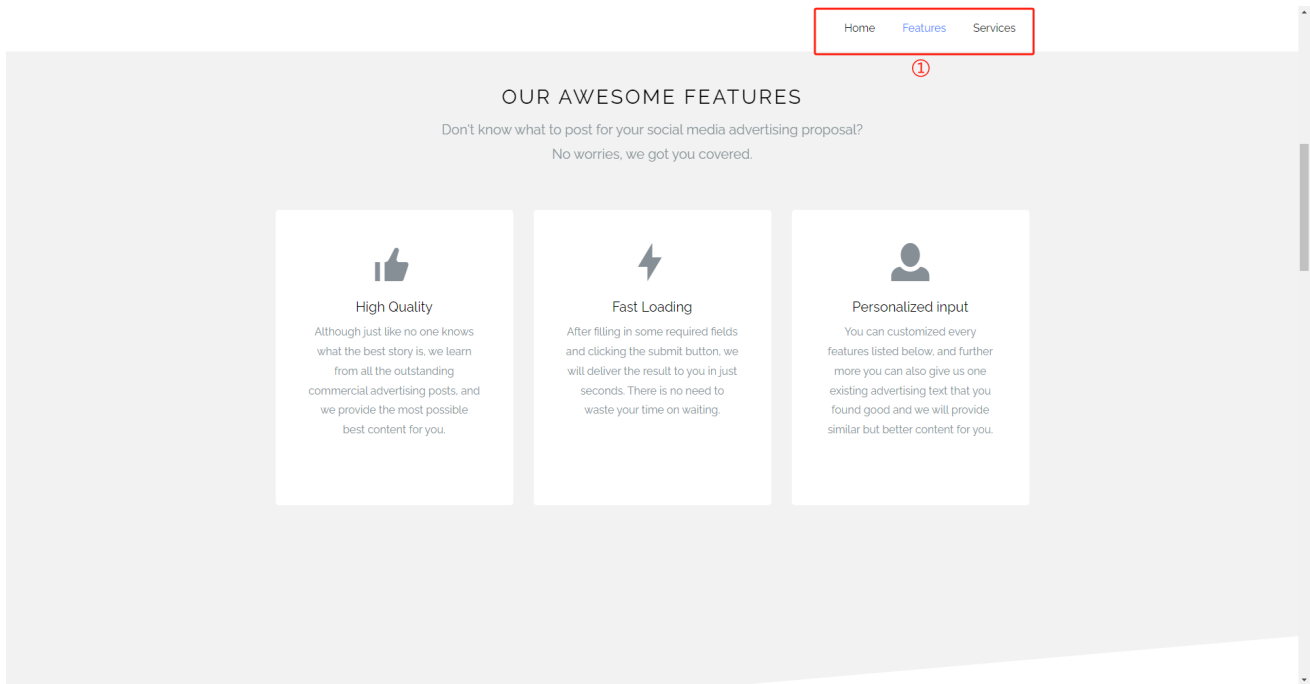 Home Features Services
①
OUR AWESOME FEATURES
Don't know what to post for your social media advertising proposal?
No worries, we got you covered.
High Quality
Although just like no one knows
what the best story is, we learn
from all the outstanding
commercial advertising posts, and
we provide the most possible
best content for you.
Fast Loading
After filling in some required fields
and clicking the submit button, we
will deliver the result to you in just
seconds. There is no need to
waste your time on waiting.
Personalized input
You can customized every
features listed below, and further
more you can also give us one
existing advertising text that you
found good and we will provide
similar but better content for you.